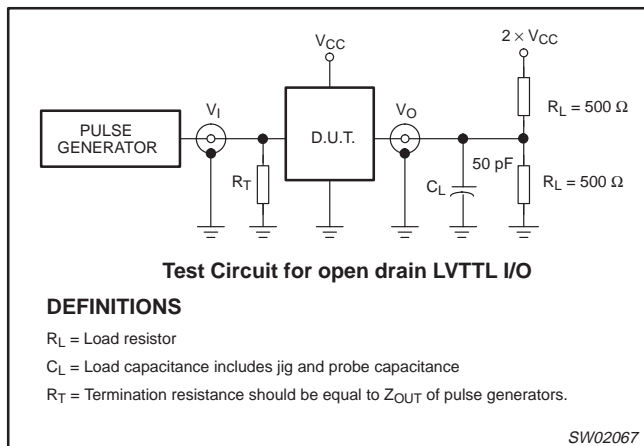 V_CC
2 × V_CC
V_I
V_O
R_L = 500 Ω
PULSE
GENERATOR
D.U.T.
R_T
50 pF
C_L
R_L = 500 Ω
Test Circuit for open drain LVTTL I/O
DEFINITIONS
R_L = Load resistor
C_L = Load capacitance includes jig and probe capacitance
R_T = Termination resistance should be equal to Z_OUT of pulse generators.
SW02067